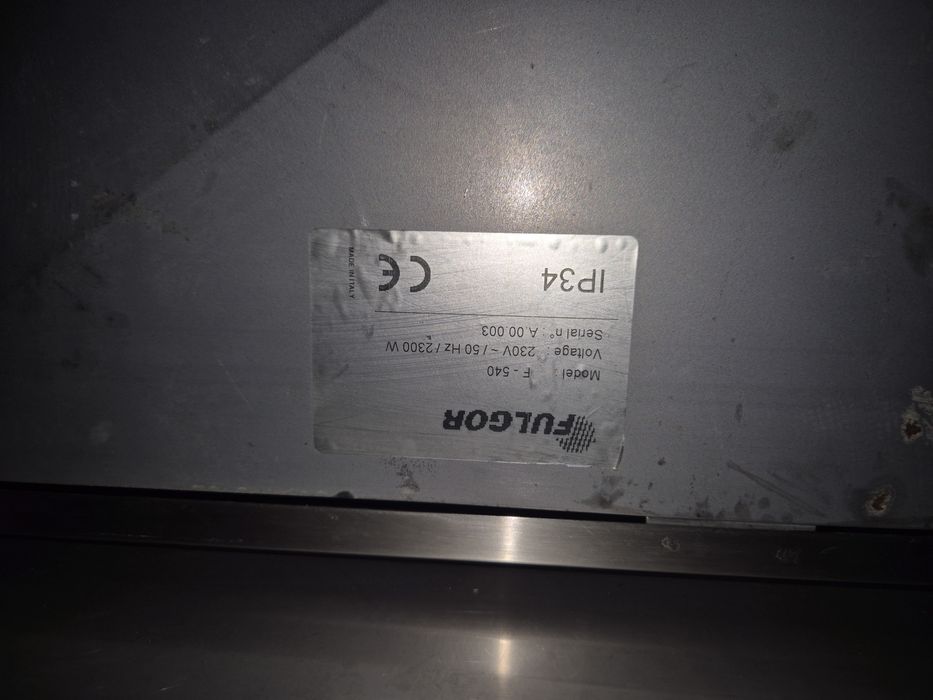 FULGOR
Model : F - 540
Voltage : 230V ~ / 50 Hz / 2300 W
Serial n° : A.00.003
IP34
CE
MADE IN ITALY